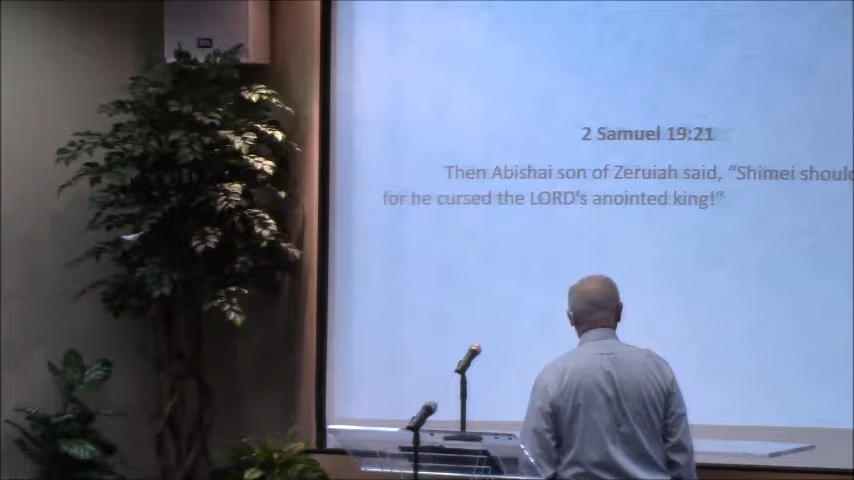 2 Samuel 19:21
Then Abishai son of Zeruiah said, “Shimei should
for he cursed the LORD's anointed king!”